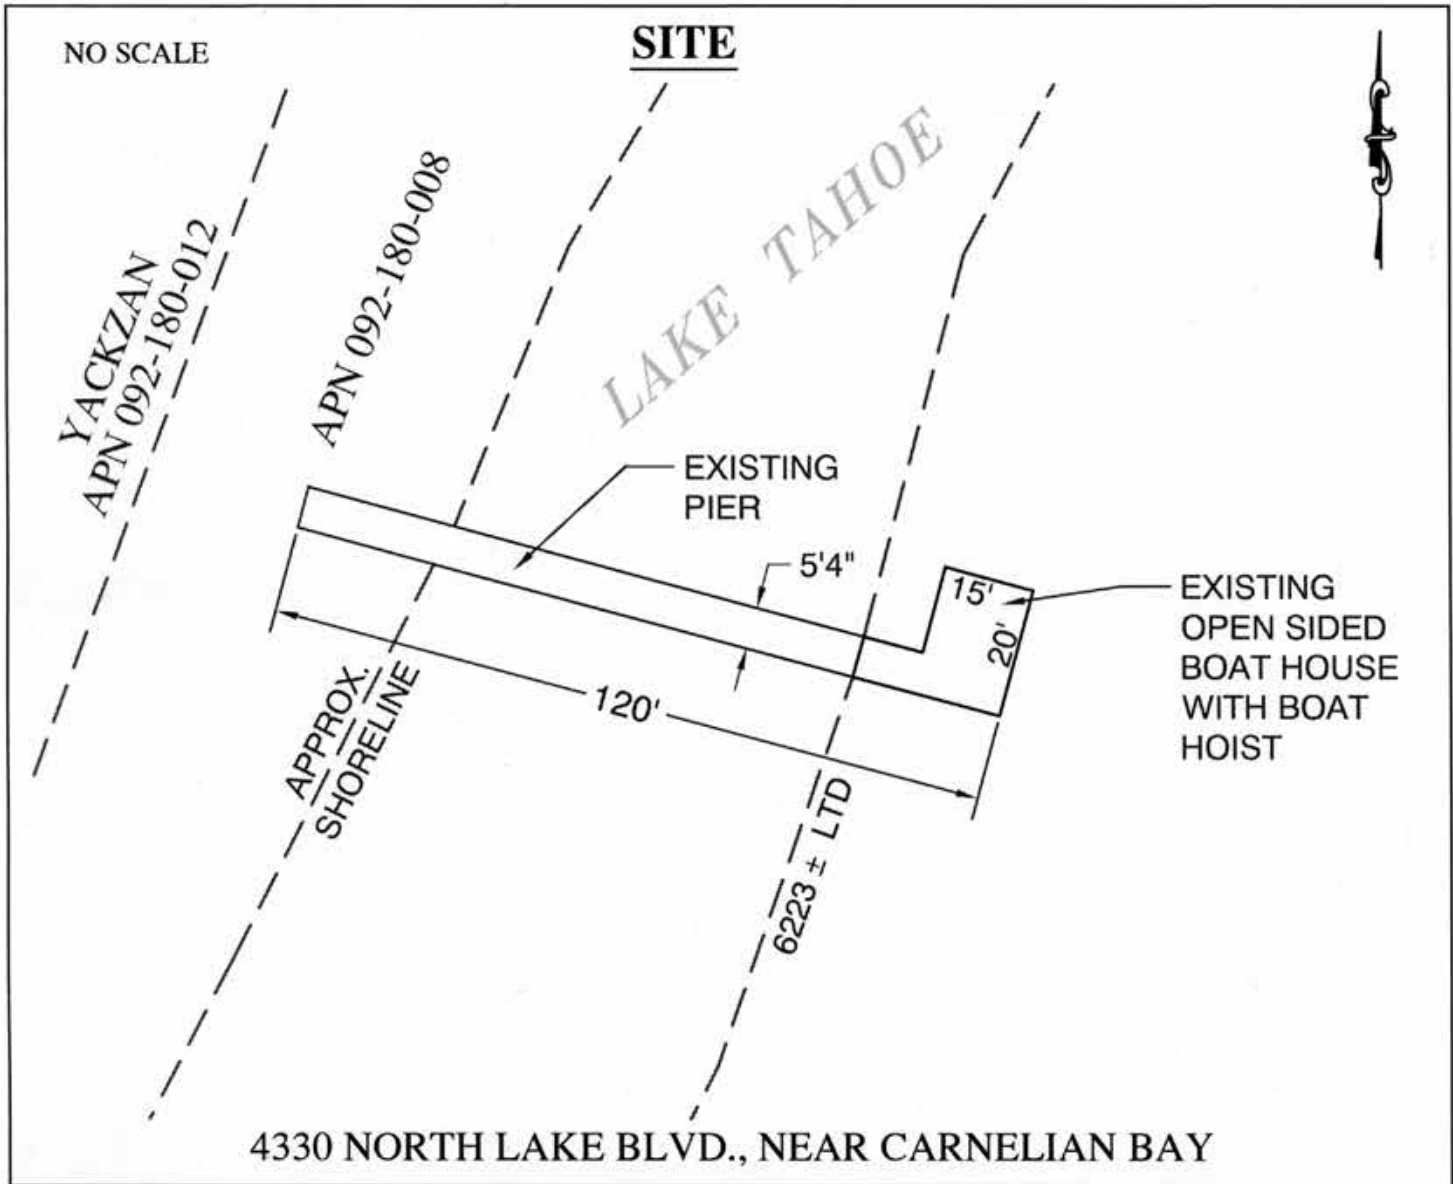 NO SCALE
SITE
LAKE TAHOE
YACKZAN
APN 092-180-012
APN 092-180-008
EXISTING
PIER
5'4"
15'
20'
EXISTING
OPEN SIDED
BOAT HOUSE
WITH BOAT
HOIST
120'
APPROX.
SHORELINE
6223 ± LTD
4330 NORTH LAKE BLVD., NEAR CARNELIAN BAY